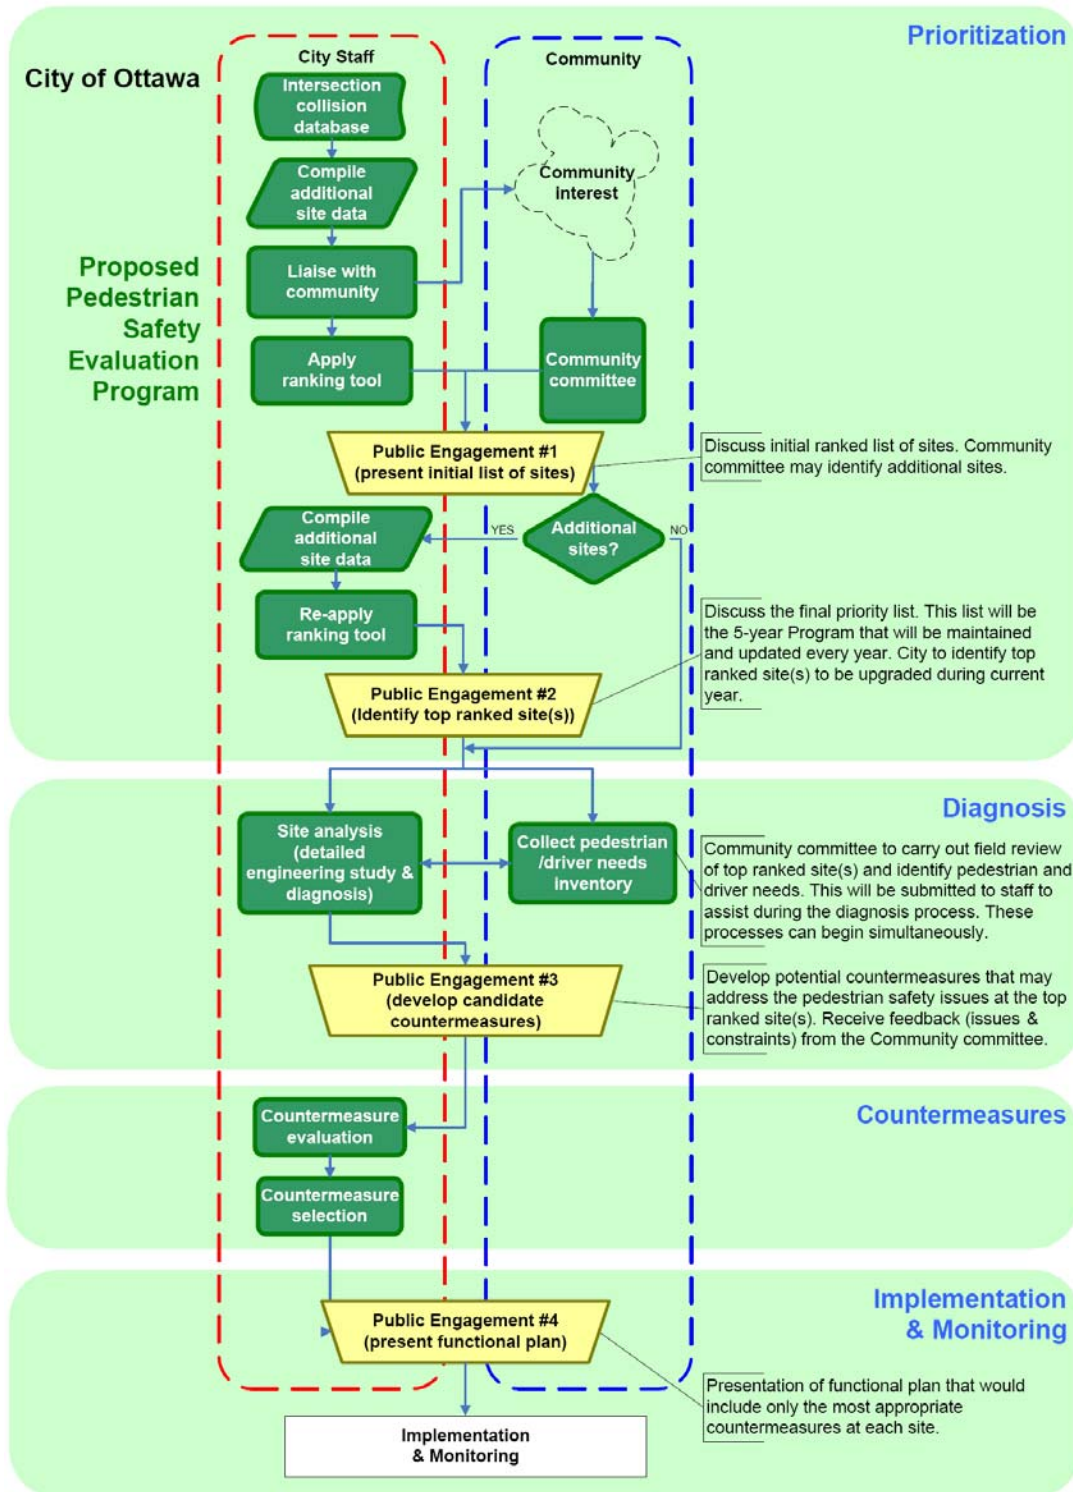 Prioritization
City of Ottawa
City Staff
Community
Intersection
collision
database
Compile
additional
site data
Community
interest
Proposed
Pedestrian
Safety
Evaluation
Program
Liaise with
community
Apply
ranking tool
Community
committee
Public Engagement #1
(present initial list of sites)
Discuss initial ranked list of sites. Community
committee may identify additional sites.
Additional
sites?
YES
NO
Compile
additional
site data
Re-apply
ranking tool
Discuss the final priority list. This list will be
the 5-year Program that will be maintained
and updated every year. City to identify top
ranked site(s) to be upgraded during current
year.
Public Engagement #2
(Identify top ranked site(s))
Diagnosis
Site analysis
(detailed
engineering study &
diagnosis)
Collect pedestrian
/driver needs
inventory
Community committee to carry out field review
of top ranked site(s) and identify pedestrian and
driver needs. This will be submitted to staff to
assist during the diagnosis process. These
processes can begin simultaneously.
Public Engagement #3
(develop candidate
countermeasures)
Develop potential countermeasures that may
address the pedestrian safety issues at the top
ranked site(s). Receive feedback (issues &
constraints) from the Community committee.
Countermeasures
Countermeasure
evaluation
Countermeasure
selection
Implementation
& Monitoring
Public Engagement #4
(present functional plan)
Presentation of functional plan that would
include only the most appropriate
countermeasures at each site.
Implementation
& Monitoring